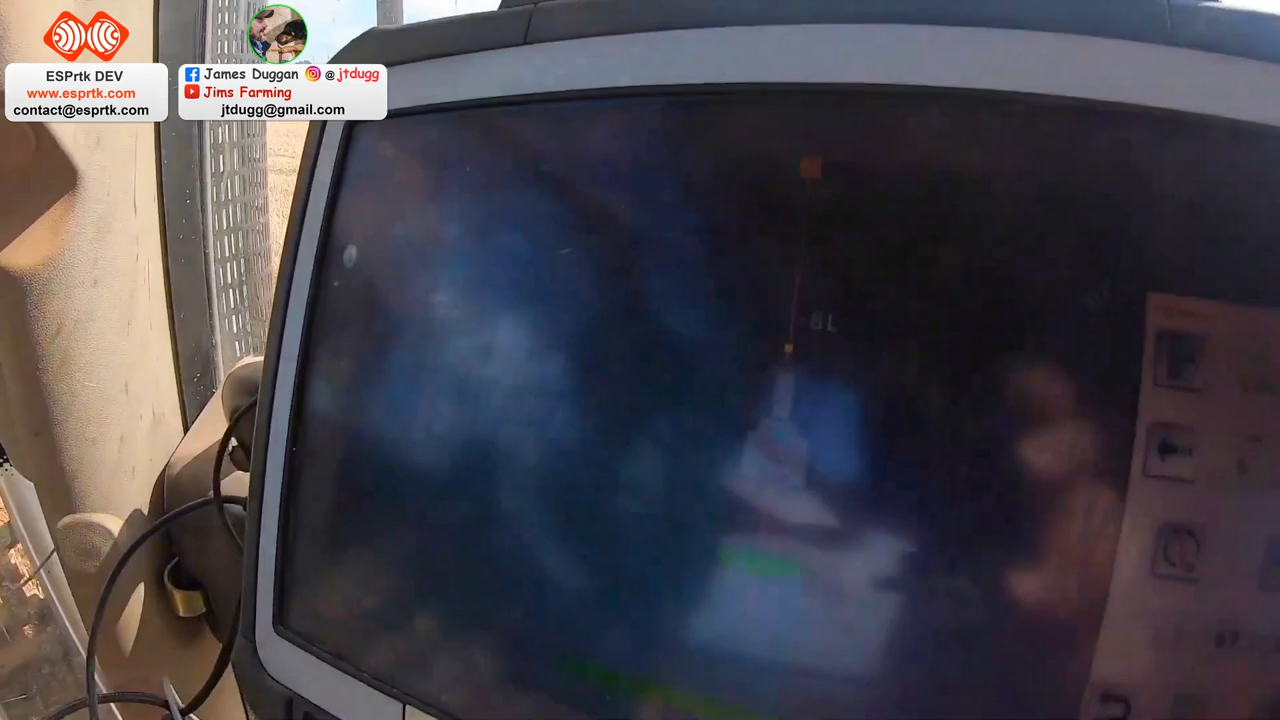 ESPrtk DEV
www.esprtk.com
contact@esprtk.com
James Duggan @jtdugg
Jims Farming
jtdugg@gmail.com